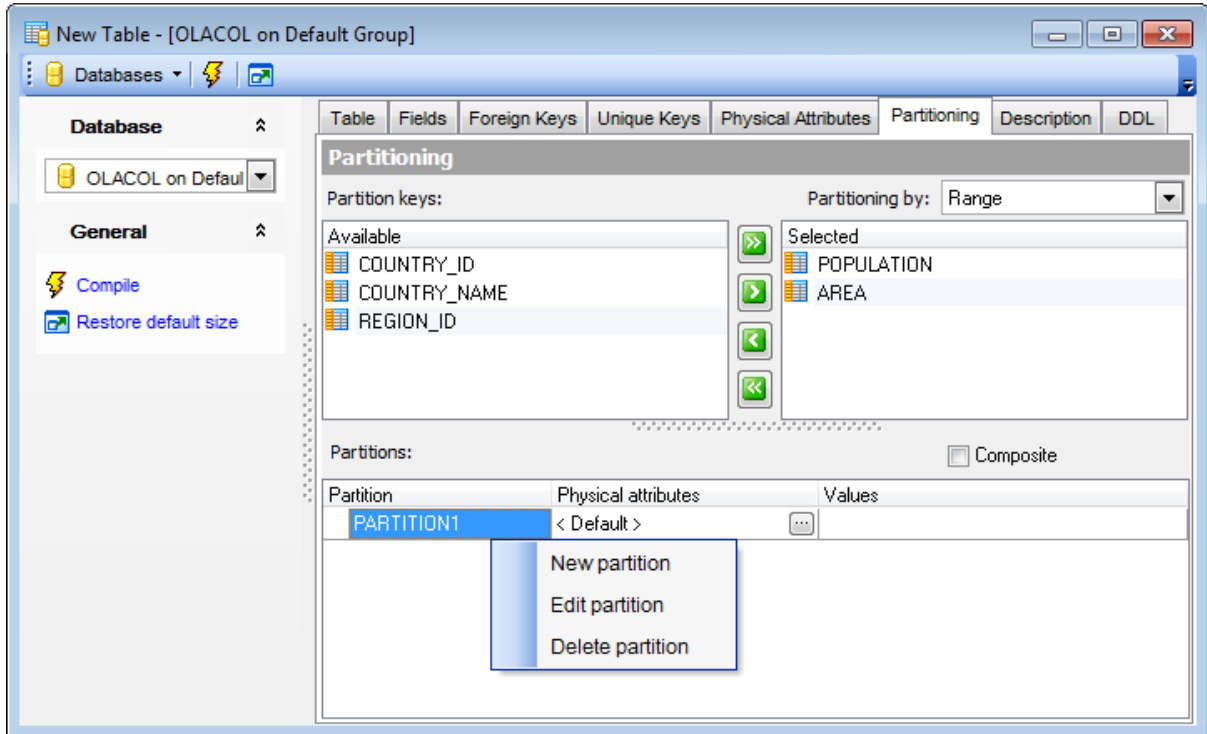 New Table - [OLACOL on Default Group]
Databases
Database
OLACOL on Defaul
General
Compile
Restore default size
Table Fields Foreign Keys Unique Keys Physical Attributes Partitioning Description DDL
Partitioning
Partition keys: Partitioning by: Range
Available
COUNTRY_ID
COUNTRY_NAME
REGION_ID
Selected
POPULATION
AREA
Partitions: Composite
Partition Physical attributes Values
PARTITION1 < Default > ...
New partition
Edit partition
Delete partition